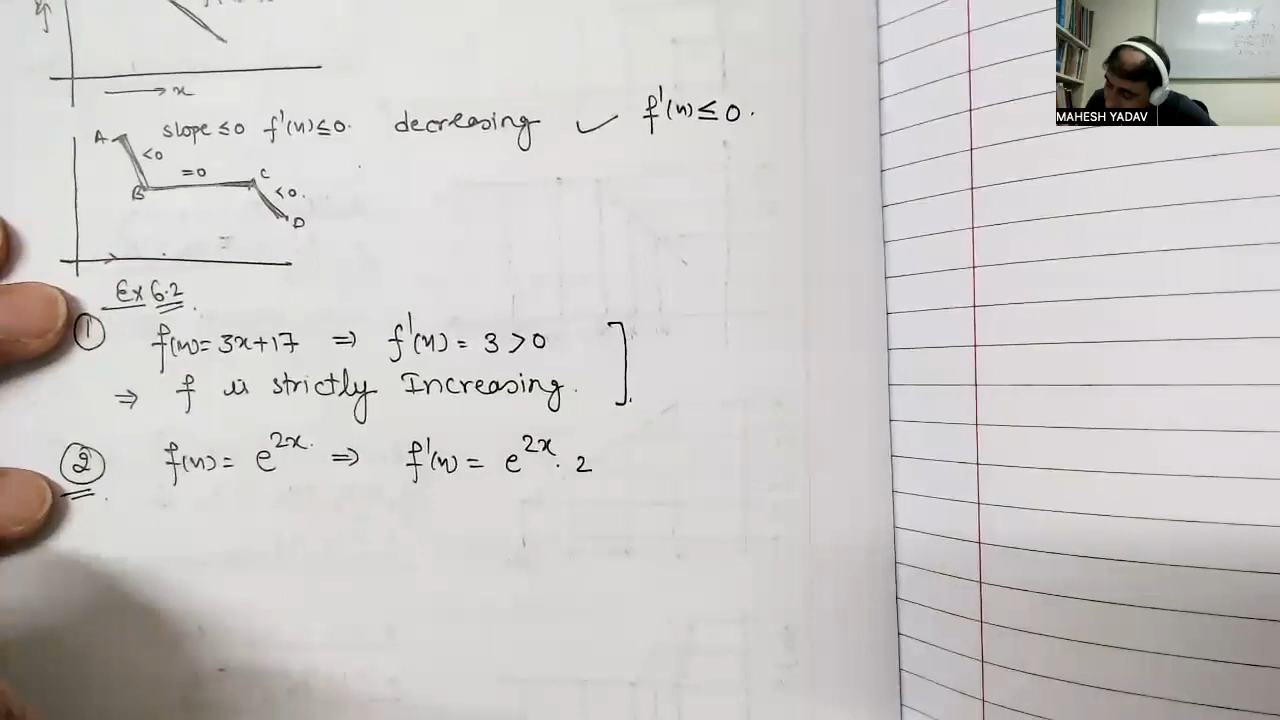 → x
slope ≤ 0 f'(x) ≤ 0. decreasing ✓ f'(x) ≤ 0.
A <0
B =0 C <0.
D
Ex 6.2
① f(x) = 3x+17 ⇒ f'(x) = 3 > 0
⇒ f is strictly Increasing.
② f(x) = e^{2x}. ⇒ f'(x) = e^{2x}. 2
MAHESH YADAV